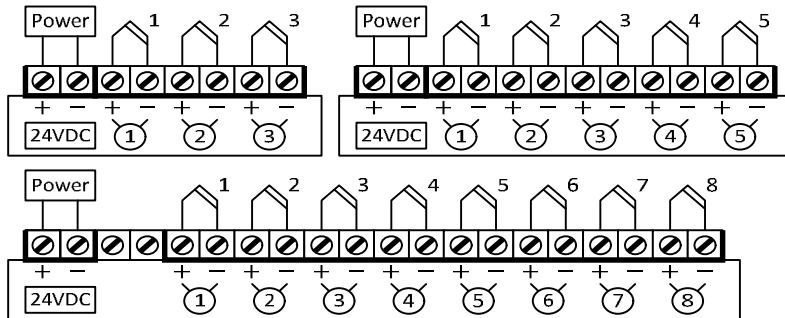 Power 1 2 3
+ − + − + − + −
24VDC 1 2 3
Power 1 2 3 4 5
+ − + − + − + − + − + −
24VDC 1 2 3 4 5
Power 1 2 3 4 5 6 7 8
+ − + − + − + − + − + − + − + − + −
24VDC 1 2 3 4 5 6 7 8